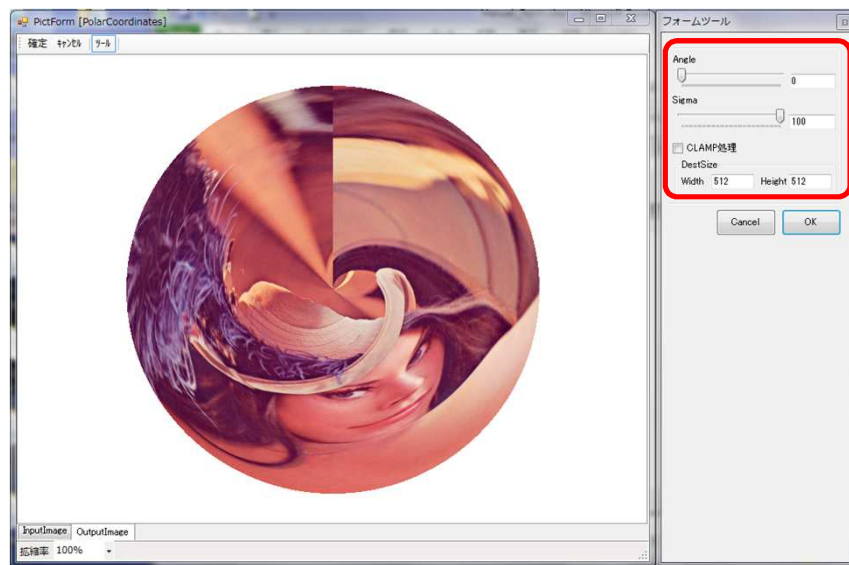 PictForm [PolarCoordinates]
確定 キャンセル ツール
InputImage OutputImage
拡縮率 100%
フォームツール
Angle
0
Sigma
100
CLAMP処理
DestSize
Width 512 Height 512
Cancel OK